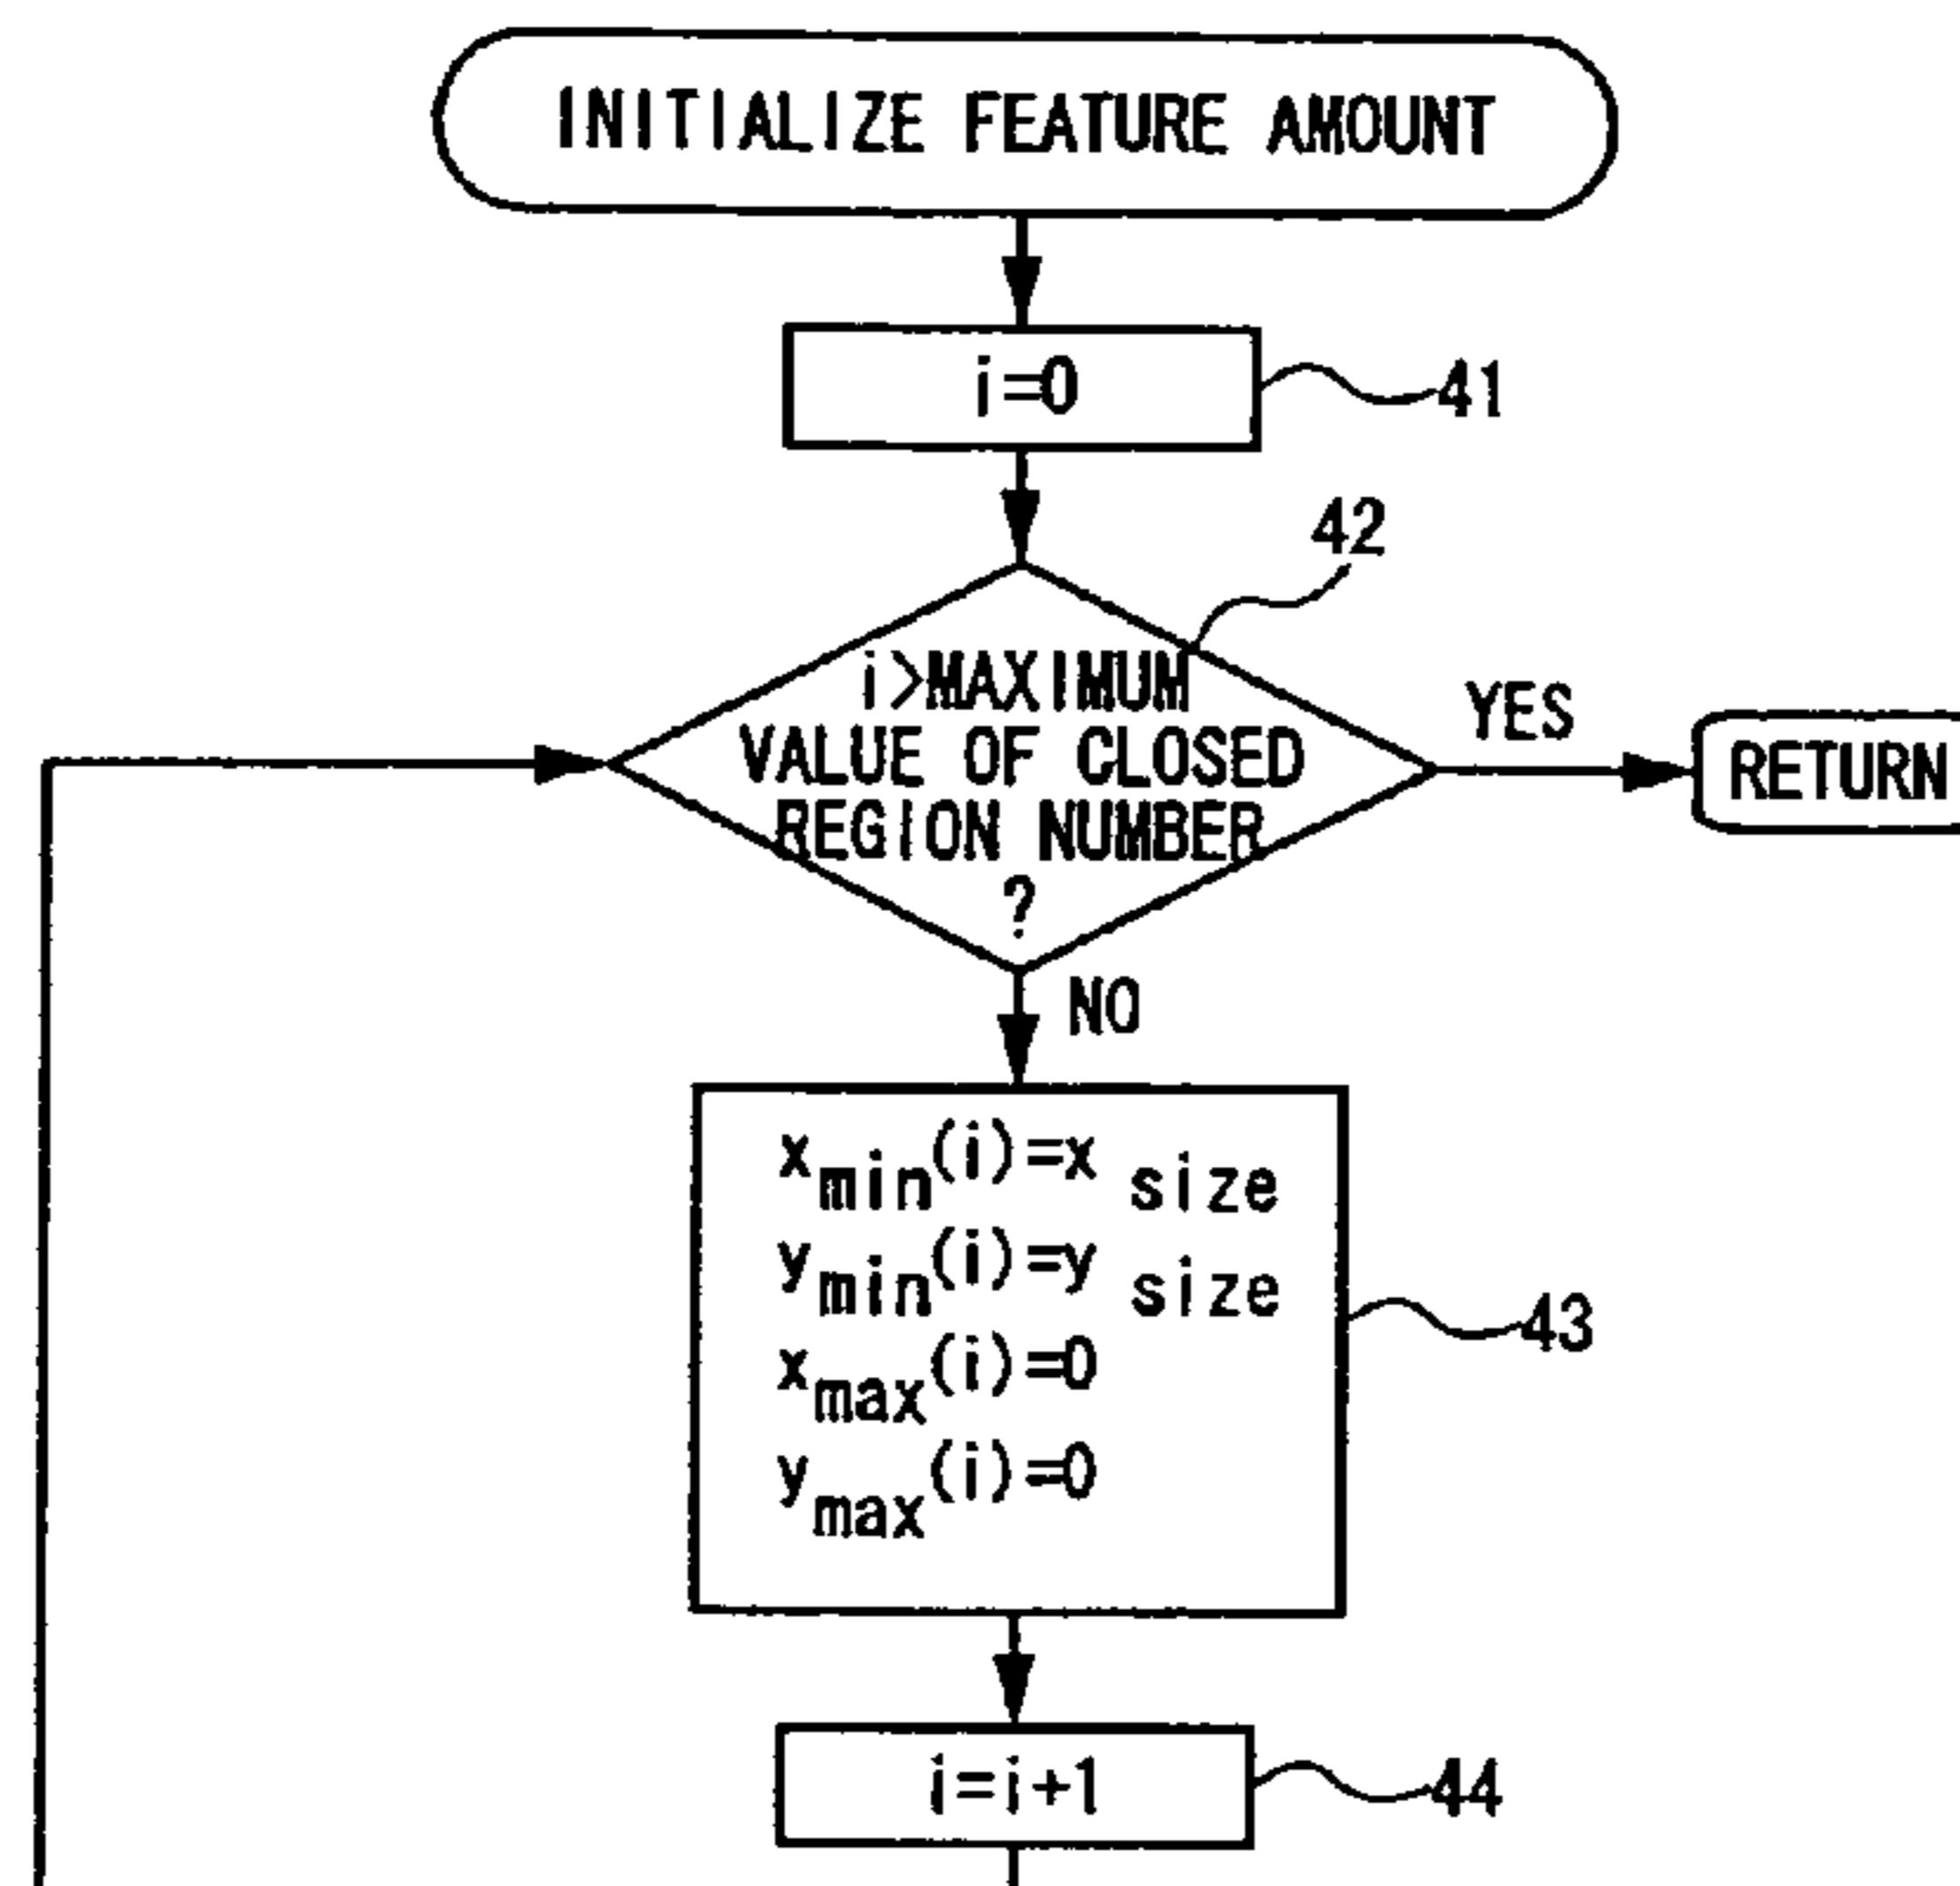 INITIALIZE FEATURE AMOUNT
i=0
41
42
i>MAXIMUM
VALUE OF CLOSED
REGION NUMBER
?
YES
RETURN
NO
xmin(i)=x size
ymin(i)=y size
xmax(i)=0
ymax(i)=0
43
i=i+1
44